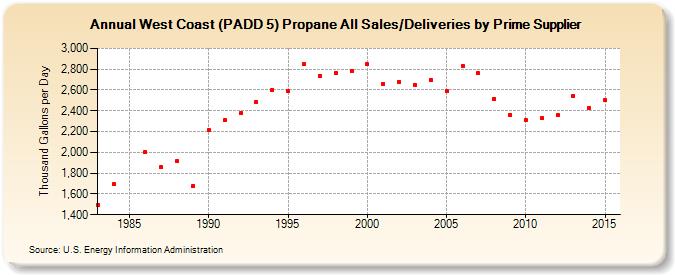 Annual West Coast (PADD 5) Propane All Sales/Deliveries by Prime Supplier
Thousand Gallons per Day
3,000
2,800
2,600
2,400
2,200
2,000
1,800
1,600
1,400
1985 1990 1995 2000 2005 2010 2015
Source: U.S. Energy Information Administration